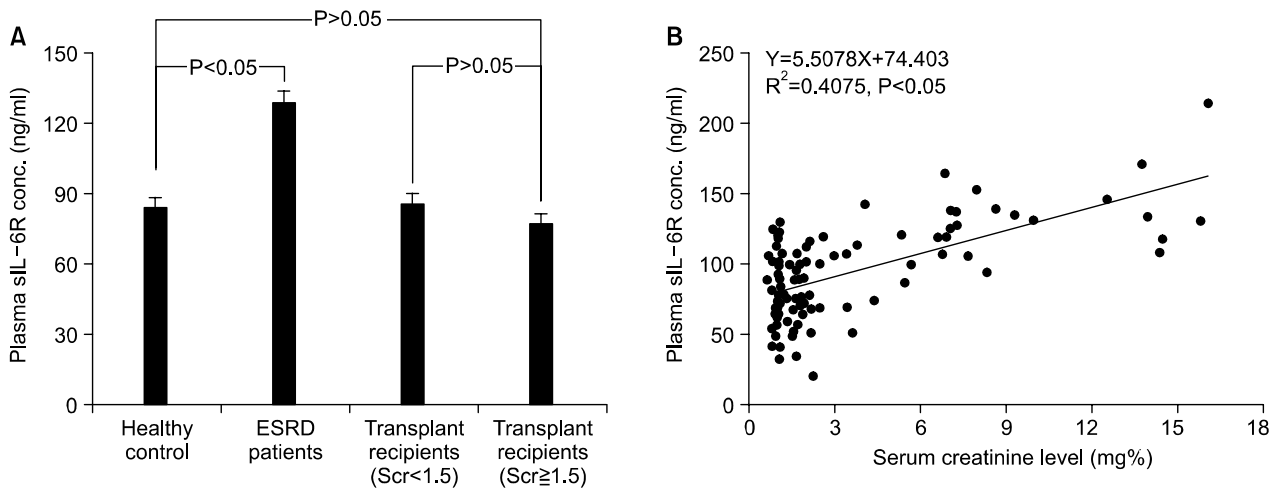 A
P>0.05
P<0.05
P>0.05
Plasma sIL-6R conc. (ng/ml)
150
120
90
60
30
0
Healthy
control
ESRD
patients
Transplant
recipients
(Scr<1.5)
Transplant
recipients
(Scr≧1.5)
B
Y=5.5078X+74.403
R²=0.4075, P<0.05
Plasma sIL-6R conc. (ng/ml)
250
200
150
100
50
0
0 3 6 9 12 15 18
Serum creatinine level (mg%)